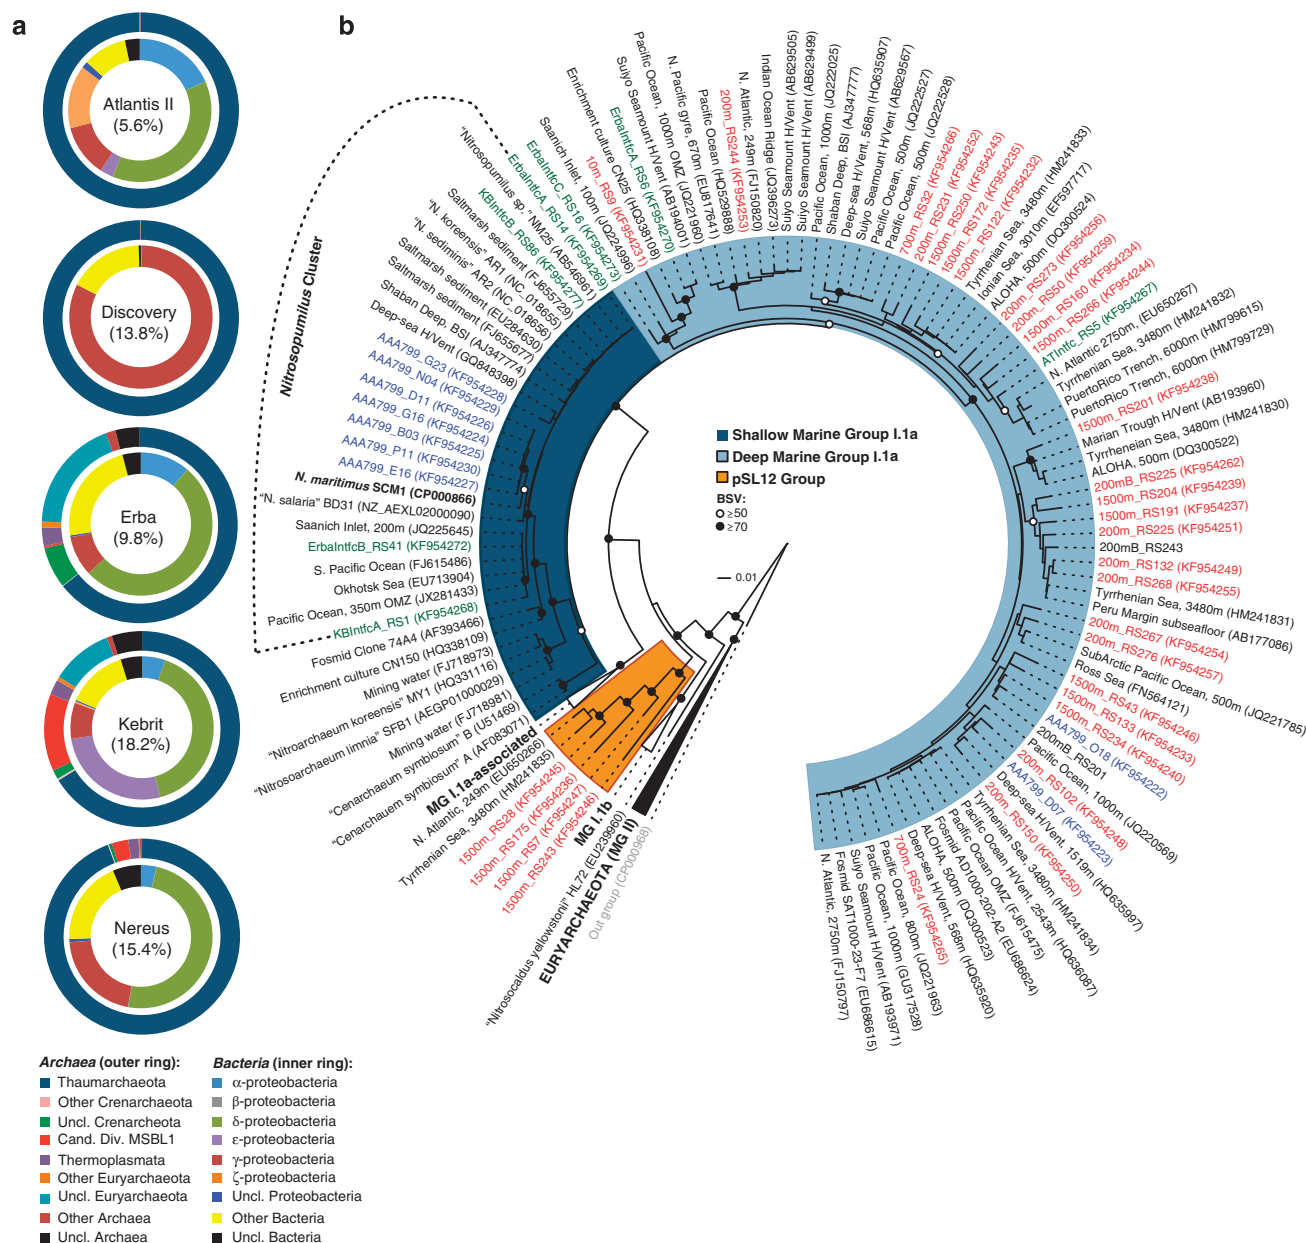 a
Atlantis II
(5.6%)
Discovery
(13.8%)
Erba
(9.8%)
Kebrit
(18.2%)
Nereus
(15.4%)
Archaea (outer ring):
Thaumarchaeota
Other Crenarchaeota
Uncl. Crenarcheota
Cand. Div. MSBL1
Thermoplasmata
Other Euryarchaeota
Uncl. Euryarchaeota
Other Archaea
Uncl. Archaea
Bacteria (inner ring):
α-proteobacteria
β-proteobacteria
δ-proteobacteria
ε-proteobacteria
γ-proteobacteria
ζ-proteobacteria
Uncl. Proteobacteria
Other Bacteria
Uncl. Bacteria
b
Nitrosopumilus Cluster
Shallow Marine Group I.1a
Deep Marine Group I.1a
pSL12 Group
BSV:
≥50
≥70
0.01
"Nitrosocaldus yellowstonii" HL72 (EU239960)
MG I.1b
EURYARCHAEOTA (MG II)
Out group (CP000968)
1500m_RS243 (KF954246)
1500m_RS7 (KF954247)
1500m_RS175 (KF954236)
1500m_RS28 (KF954245)
Tyrrhenian Sea, 3480m (HM241835)
N. Atlantic, 249m (EU650266)
MG I.1a-associated
"Cenarchaeum symbiosum" A (AF083071)
"Cenarchaeum symbiosum" B (U51469)
Mining water (FJ718981)
"Nitrosoarchaeum limnia" SFB1 (AEGP01000029)
"Nitroarchaeum koreensis" MY1 (HQ331116)
Mining water (FJ718973)
Enrichment culture CN150 (HQ338109)
Fosmid Clone 74A4 (AF393466)
KBIntfcA_RS1 (KF954268)
Pacific Ocean, 350m OMZ (JX281433)
Okhotsk Sea (EU713904)
S. Pacific Ocean (FJ615486)
ErbaIntfcB_RS41 (KF954272)
Saanich Inlet, 200m (JQ225645)
"N. salaria" BD31 (NZ_AEXL02000090)
N. maritimus SCM1 (CP000866)
AAA799_E16 (KF954227)
AAA799_P11 (KF954230)
AAA799_B03 (KF954225)
AAA799_G16 (KF954224)
AAA799_D11 (KF954226)
AAA799_N04 (KF954229)
AAA799_G23 (KF954228)
Deep-sea H/Vent (GQ848398)
Shaban Deep, BSI (AJ347774)
Saltmarsh sediment (FJ655677)
Saltmarsh sediment (EU284630)
"N. sediminis" AR2 (NC_018656)
"N. koreensis" AR1 (NC_018655)
Saltmarsh sediment (FJ655729)
KBIntfcB_RS86 (KF954277)
"Nitrosopumilus sp." NM25 (AB546961)
ErbaIntfcA_RS14 (KF954269)
ErbaIntfcC_RS16 (KF954273)
Saanich Inlet, 100m (JQ224996)
10m_RS9 (KF954231)
Enrichment culture CN25 (HQ338108)
ErbaIntfcA_RS6 (KF954270)
Suiyo Seamount H/Vent (AB194001)
Pacific Ocean, 1000m OMZ (JQ221960)
N. Pacific gyre, 670m (EU817641)
Pacific Ocean (HQ529888)
200m_RS244 (KF954253)
N. Atlantic, 249m (FJ150820)
Indian Ocean Ridge (JQ396273)
Suiyo Seamount H/Vent (AB629505)
Suiyo Seamount H/Vent (AB629499)
Pacific Ocean, 1000m (JQ222025)
Shaban Deep, BSI (AJ347777)
Deep-sea H/Vent, 568m (HQ635907)
Suiyo Seamount H/Vent (AB629567)
Pacific Ocean, 500m (JQ222527)
Pacific Ocean, 500m (JQ222528)
700m_RS32 (KF954266)
200m_RS231 (KF954252)
1500m_RS250 (KF954243)
1500m_RS172 (KF954235)
1500m_RS122 (KF954232)
Tyrrhenian Sea, 3480m (HM241833)
Ionian Sea, 3010m (EF597717)
ALOHA, 500m (DQ300524)
200m_RS273 (KF954256)
200m_RS50 (KF954259)
1500m_RS160 (KF954234)
1500m_RS266 (KF954244)
ATIntfc_RS5 (KF954267)
N. Atlantic 2750m, (EU650267)
Tyrrhenian Sea, 3480m (HM241832)
PuertoRico Trench, 6000m (HM799615)
PuertoRico Trench, 6000m (HM799729)
1500m_RS201 (KF954238)
Marian Trough H/Vent (AB193960)
Tyrrheneian Sea, 3480m (HM241830)
ALOHA, 500m (DQ300522)
200mB_RS225 (KF954262)
1500m_RS204 (KF954239)
1500m_RS191 (KF954237)
200m_RS225 (KF954251)
200mB_RS243
200m_RS132 (KF954249)
200m_RS268 (KF954255)
Tyrrhenian Sea, 3480m (HM241831)
Peru Margin subseafloor (AB177086)
200m_RS267 (KF954254)
200m_RS276 (KF954257)
SubArctic Pacific Ocean, 500m (JQ221785)
Ross Sea (FN564121)
1500m_RS43 (KF954246)
1500m_RS133 (KF954233)
1500m_RS234 (KF954240)
AAA799_O18 (KF954222)
200mB_RS201
Pacific Ocean, 1000m (JQ220569)
200m_RS102 (KF954248)
AAA799_D07 (KF954223)
Deep-sea H/Vent, 1519m (HQ635997)
200m_RS150 (KF954250)
Tyrrhenian Sea, 3480m (HM241834)
Pacific Ocean H/Vent, 2543m (HQ636087)
Pacific Ocean OMZ (FJ615475)
Fosmid AD1000-202-A2 (EU686624)
ALOHA, 500m (DQ300523)
Deep-sea H/Vent, 568m (HQ635920)
700m_RS24 (KF954265)
Pacific Ocean, 800m (JQ221963)
Pacific Ocean, 1000m (GU317528)
Suiyo Seamount H/Vent (AB193971)
Fosmid SAT1000-23-F7 (EU686615)
N. Atlantic, 2750m (FJ150797)